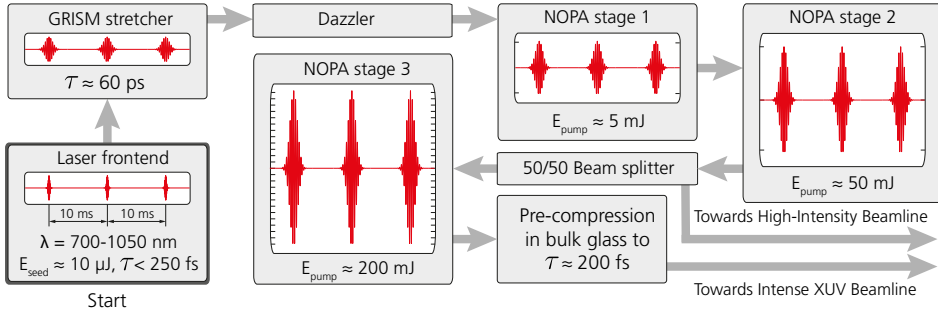 GRISM stretcher
τ ≈ 60 ps
Dazzler
NOPA stage 1
E_pump ≈ 5 mJ
NOPA stage 2
E_pump ≈ 50 mJ
NOPA stage 3
E_pump ≈ 200 mJ
Laser frontend
10 ms 10 ms
λ = 700-1050 nm
E_seed ≈ 10 µJ, τ < 250 fs
Start
50/50 Beam splitter
Pre-compression
in bulk glass to
τ ≈ 200 fs
Towards High-Intensity Beamline
Towards Intense XUV Beamline